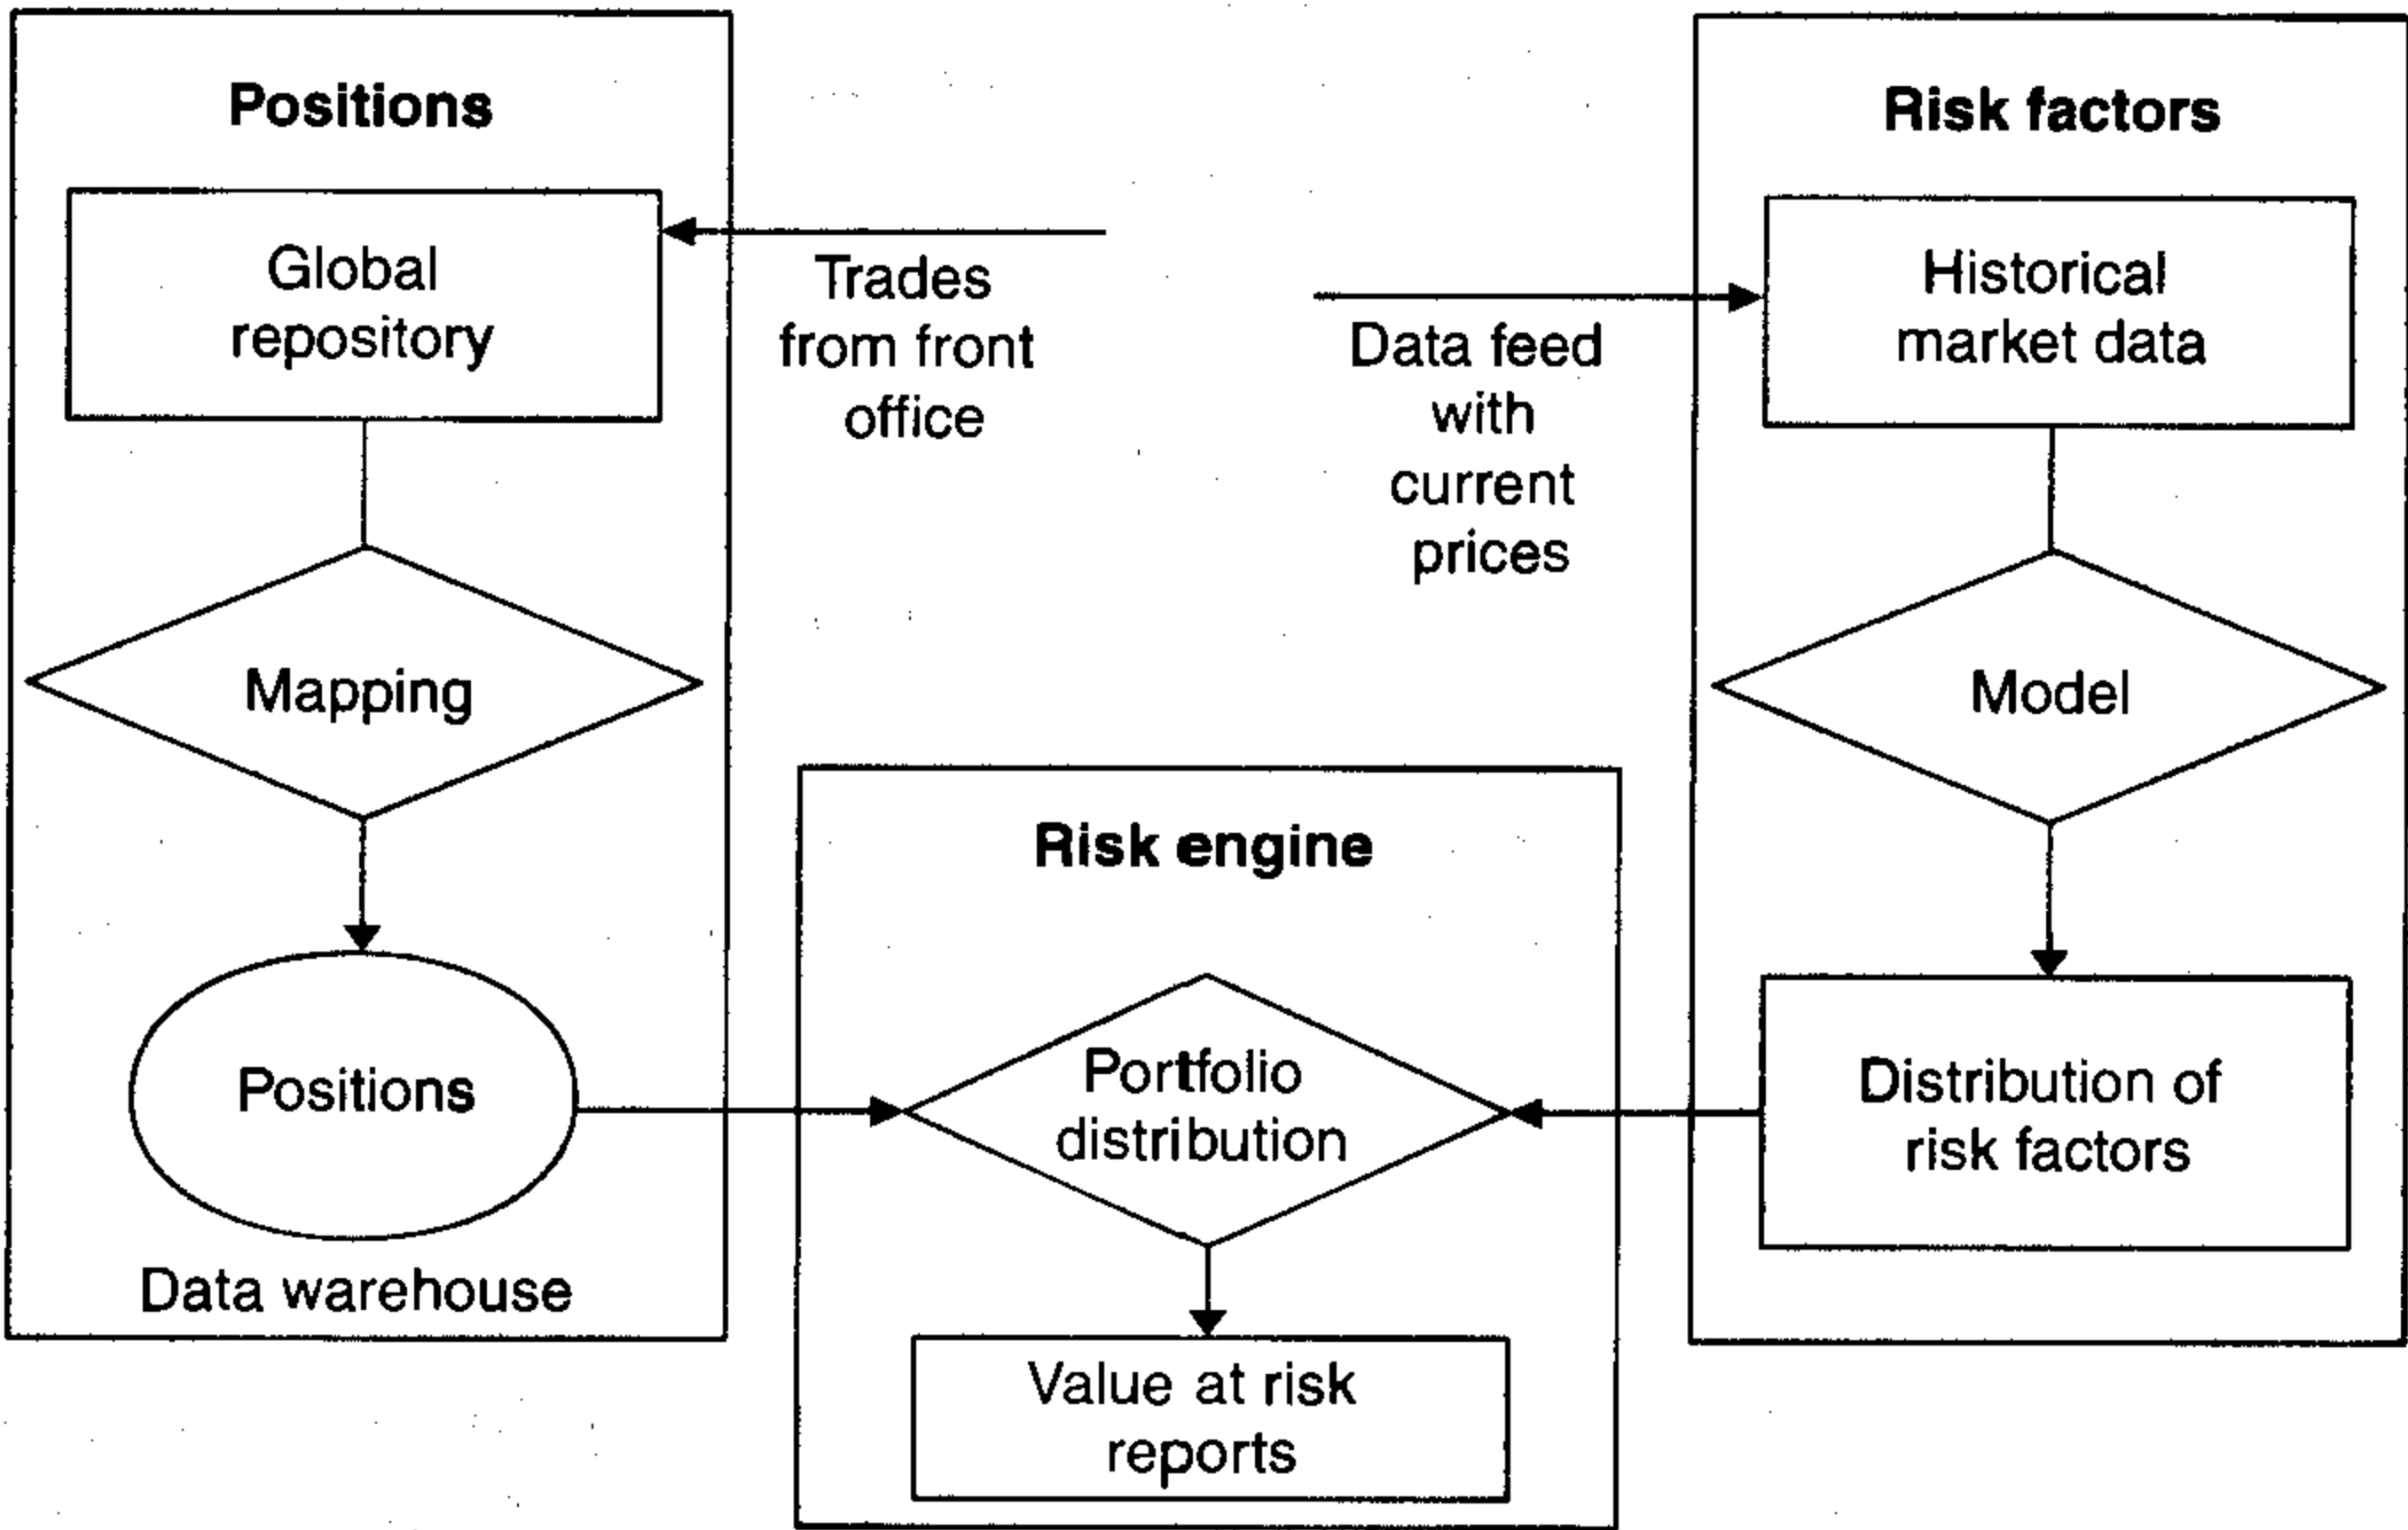 Positions
Global
repository
Trades
from front
office
Mapping
Positions
Data warehouse
Risk factors
Historical
market data
Data feed
with
current
prices
Model
Distribution of
risk factors
Risk engine
Portfolio
distribution
Value at risk
reports